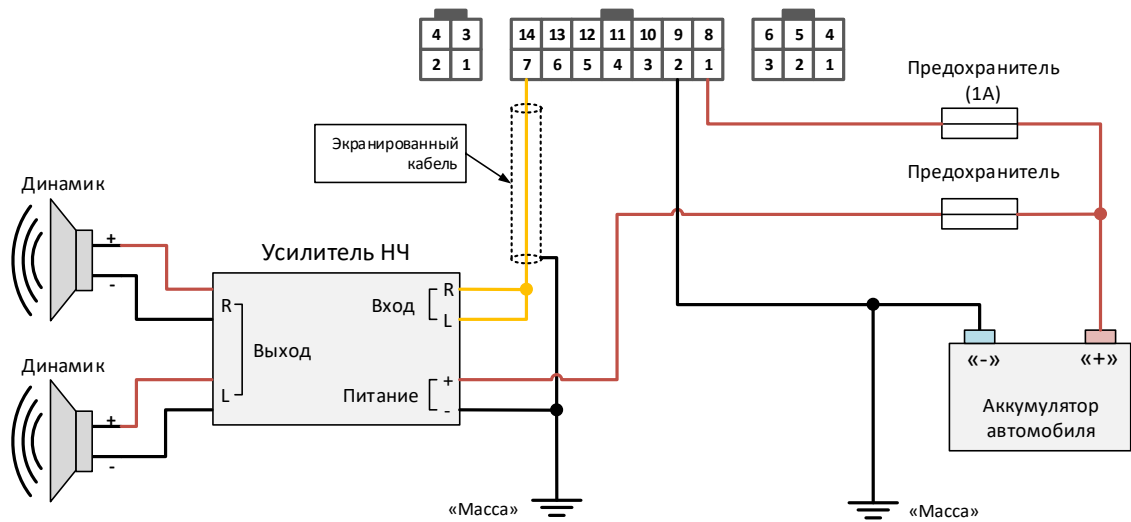 4 3
2 1
14 13 12 11 10 9 8
7 6 5 4 3 2 1
6 5 4
3 2 1
Предохранитель
(1А)
Экранированный
кабель
Предохранитель
Динамик
+
-
Усилитель НЧ
R
L
Выход
Вход
R
L
Питание
+
-
Динамик
+
-
«-»
«+»
Аккумулятор
автомобиля
«Масса»
«Масса»